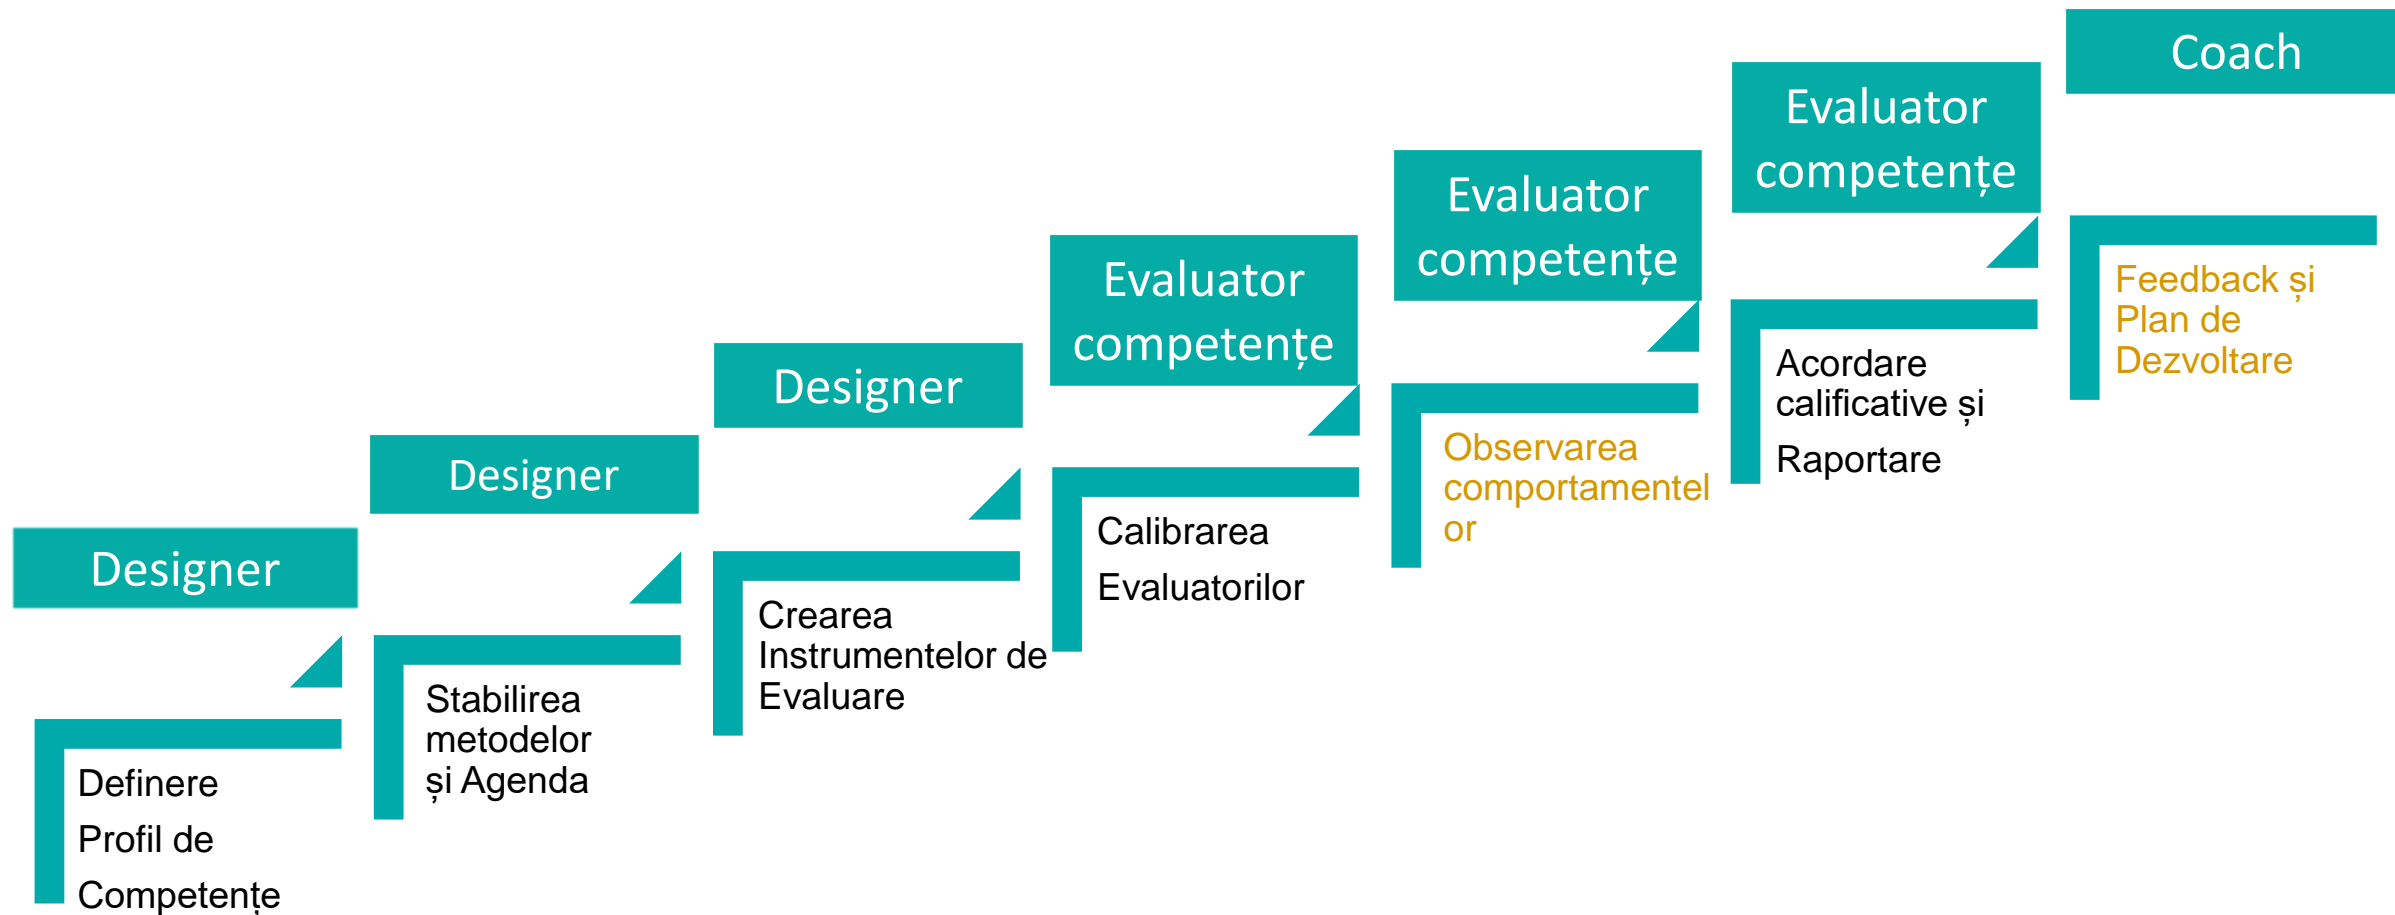 Designer
Definere
Profil de
Competențe
Designer
Stabilirea
metodelor
și Agenda
Designer
Crearea
Instrumentelor de
Evaluare
Evaluator
competențe
Calibrarea
Evaluatorilor
Evaluator
competențe
Observarea
comportamentel
or
Evaluator
competențe
Acordare
calificative și
Raportare
Coach
Feedback și
Plan de
Dezvoltare